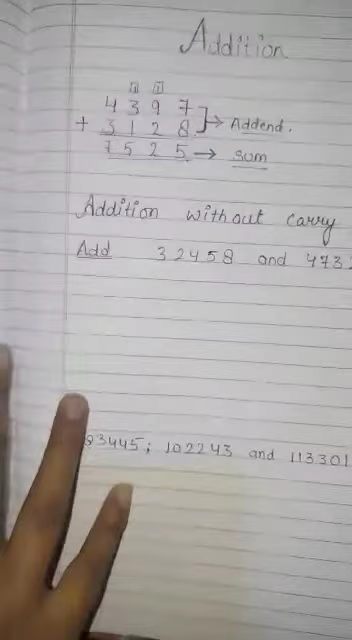 Addition
1 1
4 3 9 7
+ 3 1 2 8 → Addend.
7 5 2 5 → Sum
Addition without carry
Add 32458 and 473
83445; 102243 and 113301